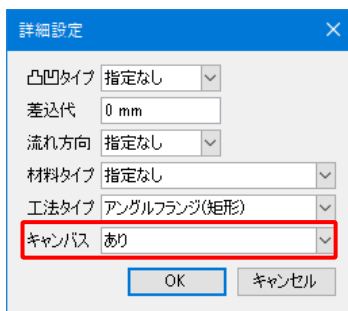 詳細設定
凸凹タイプ 指定なし
差込代 0 mm
流れ方向 指定なし
材料タイプ 指定なし
工法タイプ アングルフランジ(矩形)
キャンバス あり
OK キャンセル